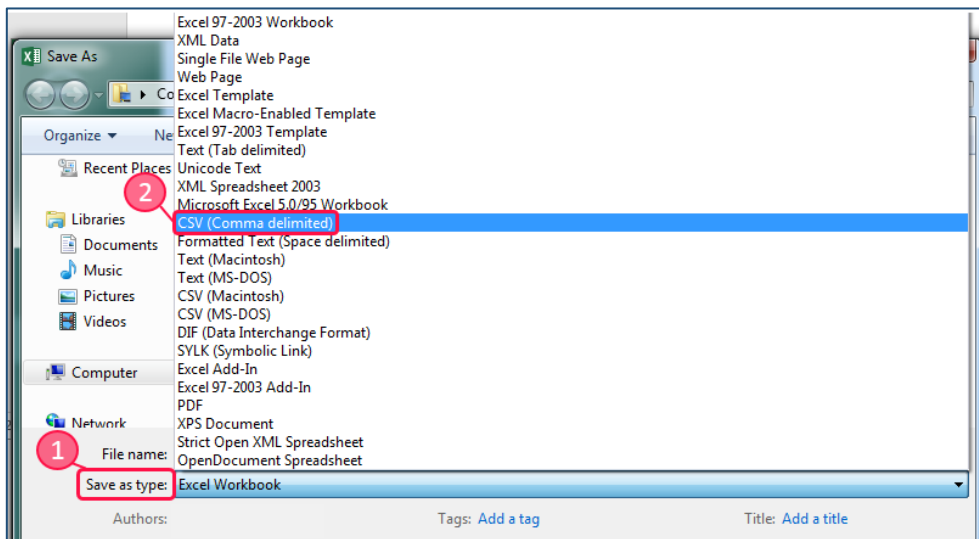 Excel 97-2003 Workbook
XML Data
Save As
Single File Web Page
Web Page
Co
Excel Template
Excel Macro-Enabled Template
Organize
Ne
Excel 97-2003 Template
Text (Tab delimited)
Recent Places
Unicode Text
XML Spreadsheet 2003
2
Microsoft Excel 5.0/95 Workbook
Libraries
CSV (Comma delimited)
Documents
Formatted Text (Space delimited)
Text (Macintosh)
Music
Text (MS-DOS)
Pictures
CSV (Macintosh)
CSV (MS-DOS)
Videos
DIF (Data Interchange Format)
SYLK (Symbolic Link)
Computer
Excel Add-In
Excel 97-2003 Add-In
PDF
Network
XPS Document
1
Strict Open XML Spreadsheet
File name:
OpenDocument Spreadsheet
Save as type: Excel Workbook
Authors:
Tags: Add a tag
Title: Add a title